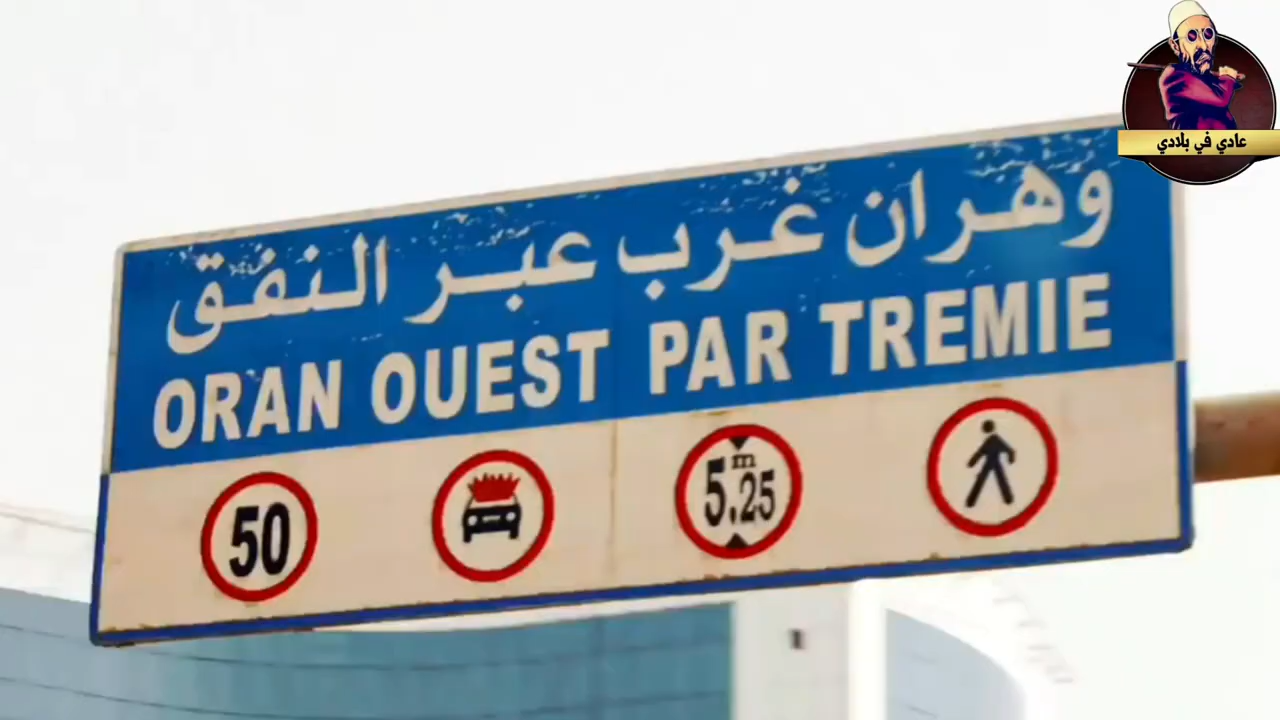 عادي في بلادي
وهران غرب عبر النفق
ORAN OUEST PAR TREMIE
50
5.25 m